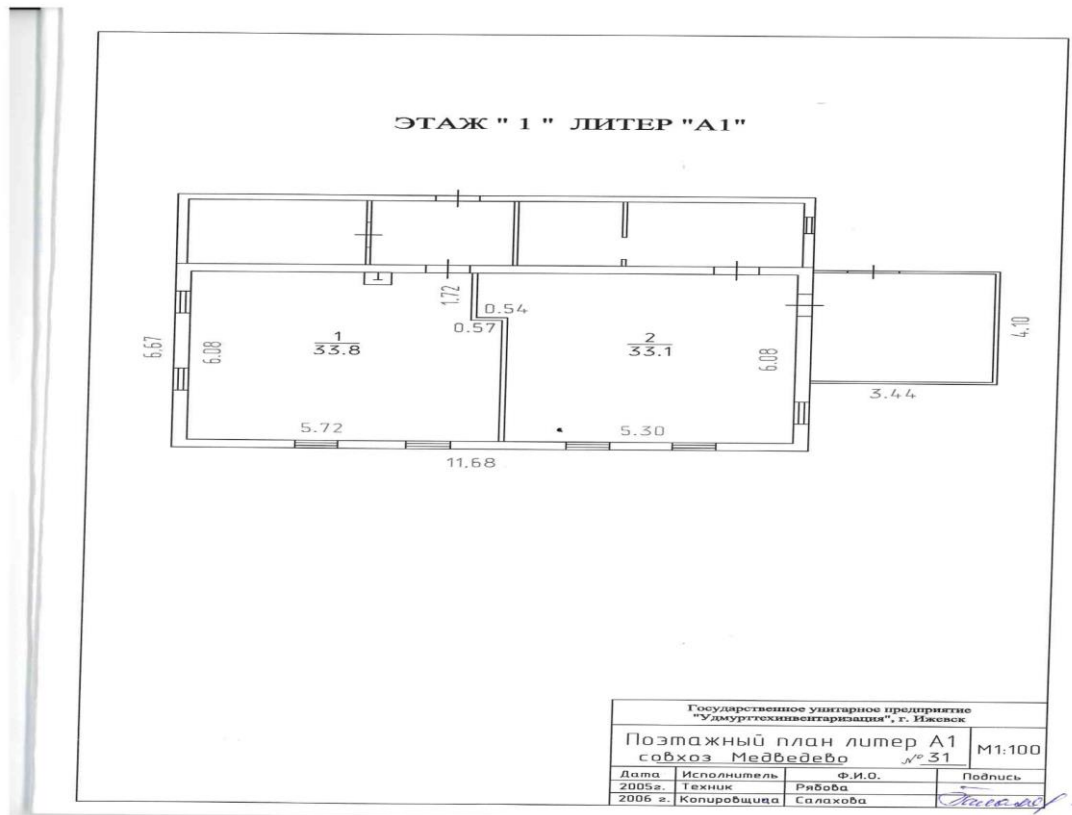 ЭТАЖ " 1 " ЛИТЕР "А1"
1.72
0.54
0.57
1
33.8
2
33.1
6.67
6.08
6.08
4.10
3.44
5.72
5.30
11.68
Государственное унитарное предприятие
"Удмурттехинвентаризация", г. Ижевск
Поэтажный план литер А1
совхоз Медведево № 31
М1:100
Дата Исполнитель Ф.И.О. Подпись
2005г. Техник Рябова
2006 г. Копировщица Салахова